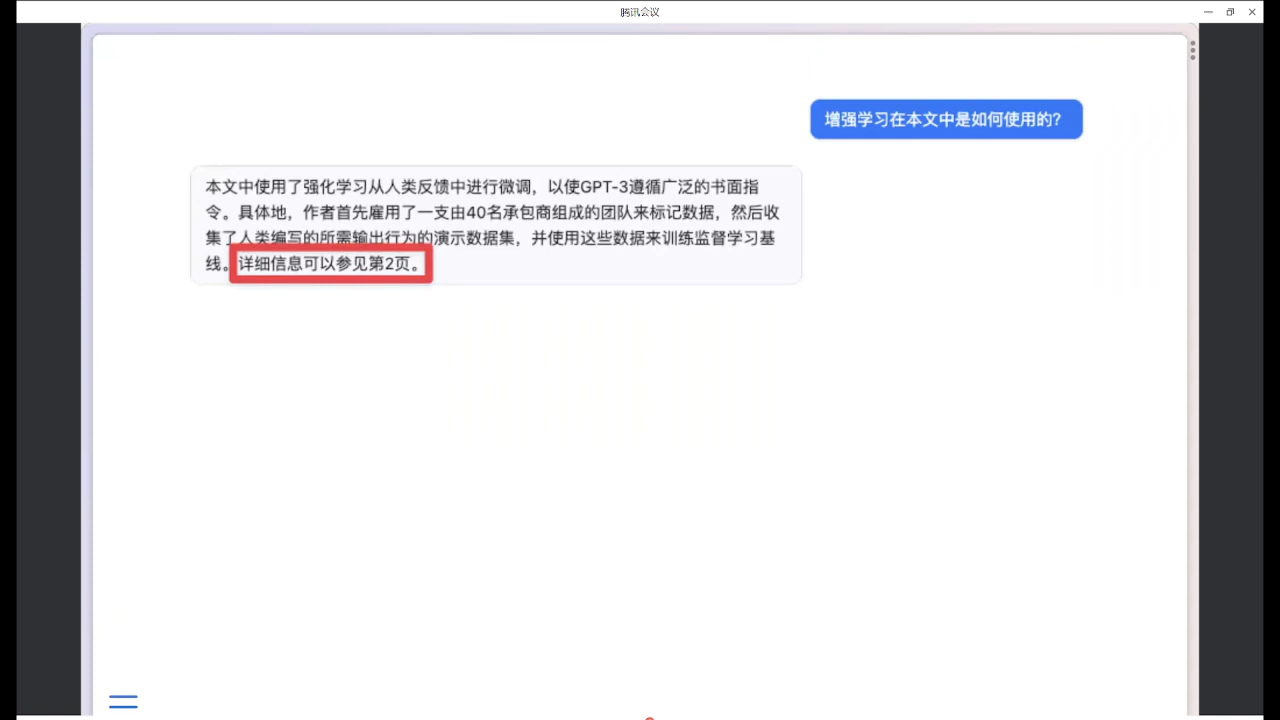 腾讯会议
增强学习在本文中是如何使用的?
本文中使用了强化学习从人类反馈中进行微调，以使GPT-3遵循广泛的书面指
令。具体地，作者首先雇用了一支由40名承包商组成的团队来标记数据，然后收
集了人类编写的所需输出行为的演示数据集，并使用这些数据来训练监督学习基
线。详细信息可以参见第2页。